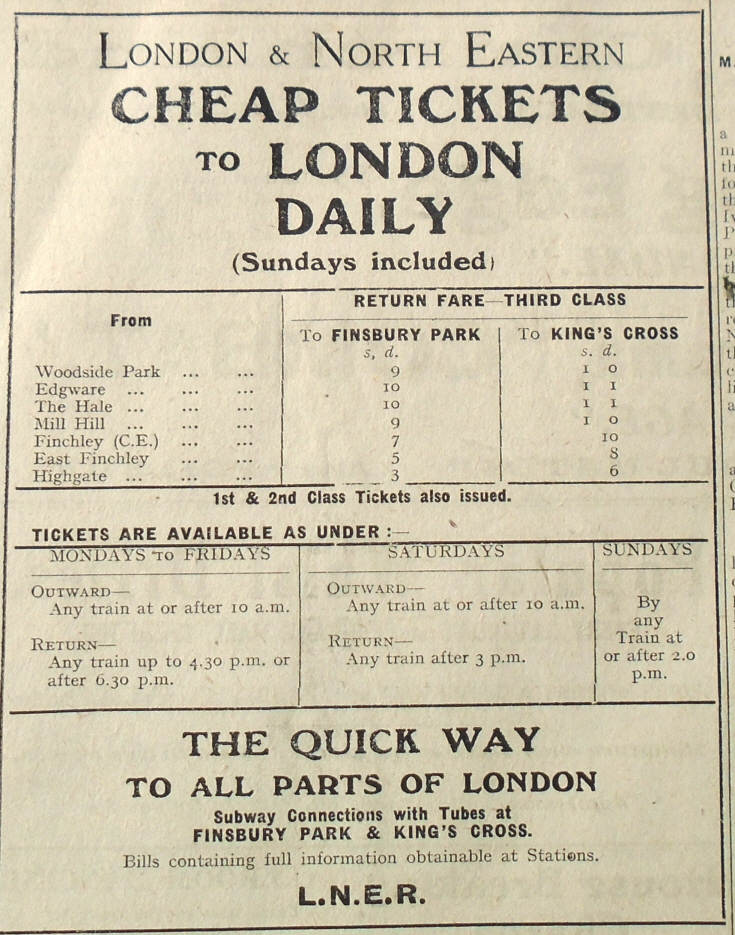 LONDON & NORTH EASTERN
CHEAP TICKETS
TO LONDON
DAILY
(Sundays included)
From
RETURN FARE—THIRD CLASS
To FINSBURY PARK To KING'S CROSS
s, d. s. d.
Woodside Park ... ... 9 1 0
Edgware ... ... 10 1 1
The Hale ... ... 10 1 1
Mill Hill ... ... 9 1 0
Finchley (C.E.) ... ... 7 10
East Finchley ... ... 5 8
Highgate ... ... 3 6
1st & 2nd Class Tickets also issued.
TICKETS ARE AVAILABLE AS UNDER :—
MONDAYS TO FRIDAYS
OUTWARD—
Any train at or after 10 a.m.
RETURN—
Any train up to 4.30 p.m. or
after 6.30 p.m.
SATURDAYS
OUTWARD—
Any train at or after 10 a.m.
RETURN—
Any train after 3 p.m.
SUNDAYS
By
any
Train at
or after 2.0
p.m.
THE QUICK WAY
TO ALL PARTS OF LONDON
Subway Connections with Tubes at
FINSBURY PARK & KING'S CROSS.
Bills containing full information obtainable at Stations.
L.N.E.R.